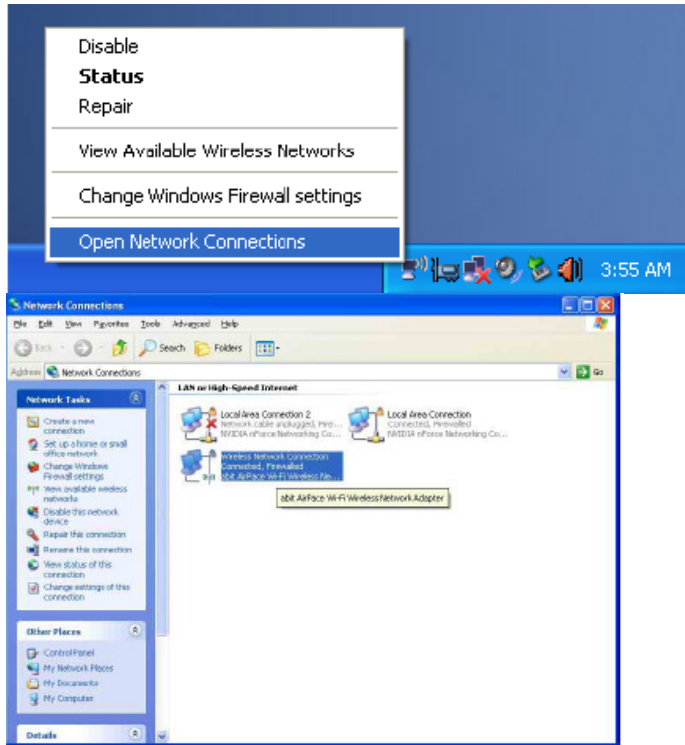 Disable
Status
Repair
View Available Wireless Networks
Change Windows Firewall settings
Open Network Connections
3:55 AM
Network Connections
File Edit View Favorites Tools Advanced Help
Back Search Folders
Address Network Connections Go
Network Tasks
Create a new
connection
Set up a home or small
office network
Change Windows
Firewall settings
View available wireless
networks
Disable this network
device
Repair this connection
Rename this connection
View status of this
connection
Change settings of this
connection
Other Places
Control Panel
My Network Places
My Documents
My Computer
Details
LAN or High-Speed Internet
Local Area Connection 2
Network cable unplugged, Fire...
NVIDIA nForce Networking Co...
Local Area Connection
Connected, Firewalled
NVIDIA nForce Networking Co...
Wireless Network Connection
Connected, Firewalled
abit AirPace Wi-Fi Wireless Ne...
abit AirPace Wi-Fi Wireless Network Adapter